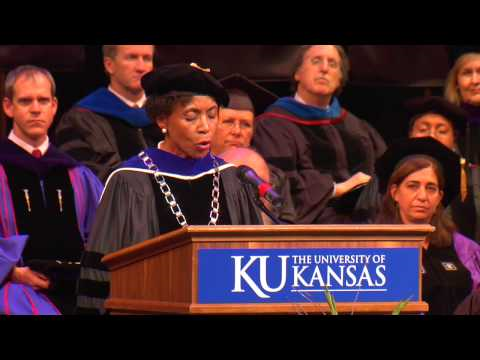 KU THE UNIVERSITY OF
KANSAS